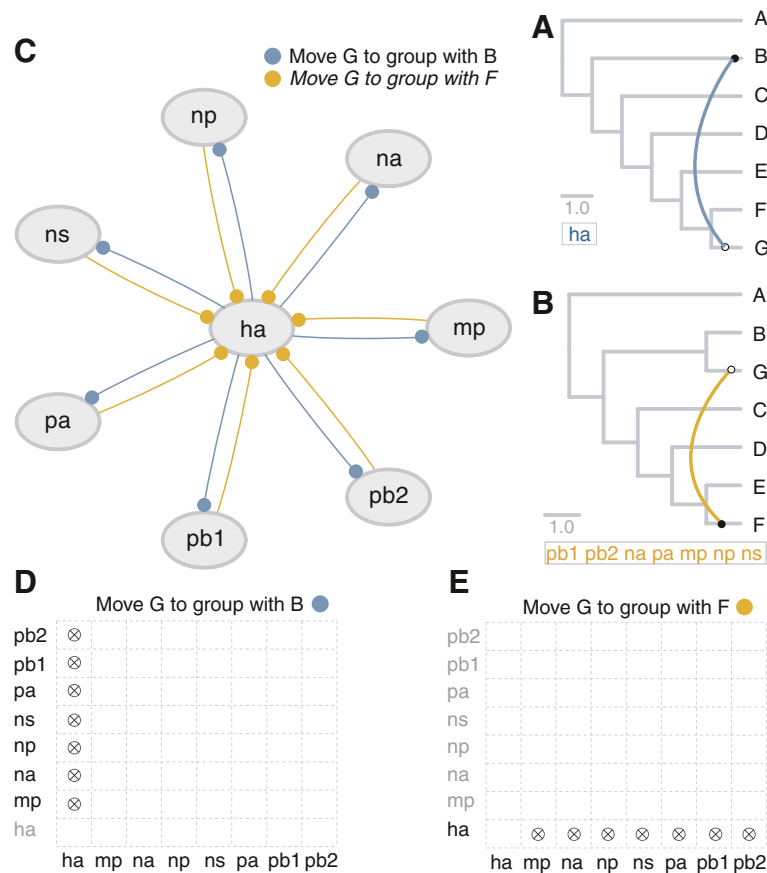 C
Move G to group with B
Move G to group with F
np
na
ns
ha
mp
pa
pb2
pb1
A
A
B
C
D
E
F
G
1.0
ha
B
A
B
G
C
D
E
F
1.0
pb1 pb2 na pa mp np ns
D
Move G to group with B
pb2
pb1
pa
ns
np
na
mp
ha
ha mp na np ns pa pb1 pb2
E
Move G to group with F
pb2
pb1
pa
ns
np
na
mp
ha
ha mp na np ns pa pb1 pb2